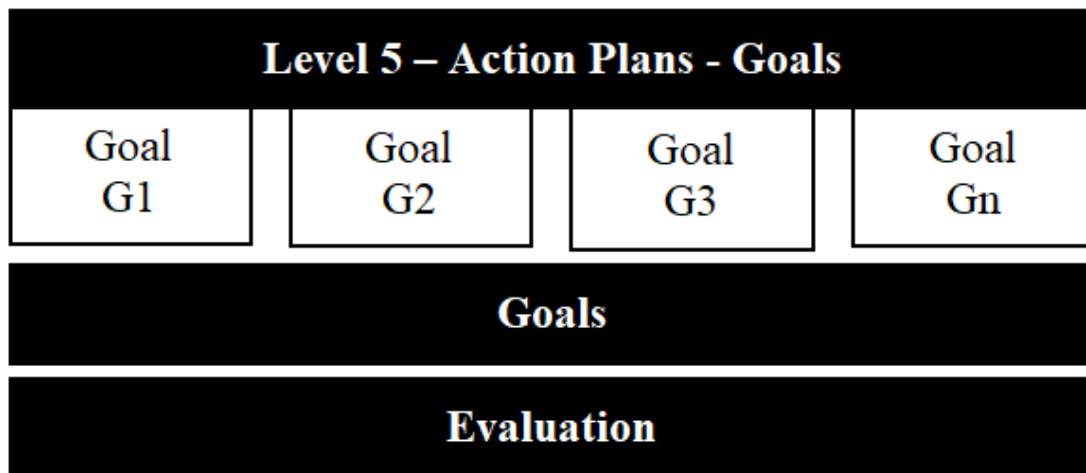 Level 5 – Action Plans - Goals
Goal Goal Goal Goal
G1 G2 G3 Gn
Goals
Evaluation